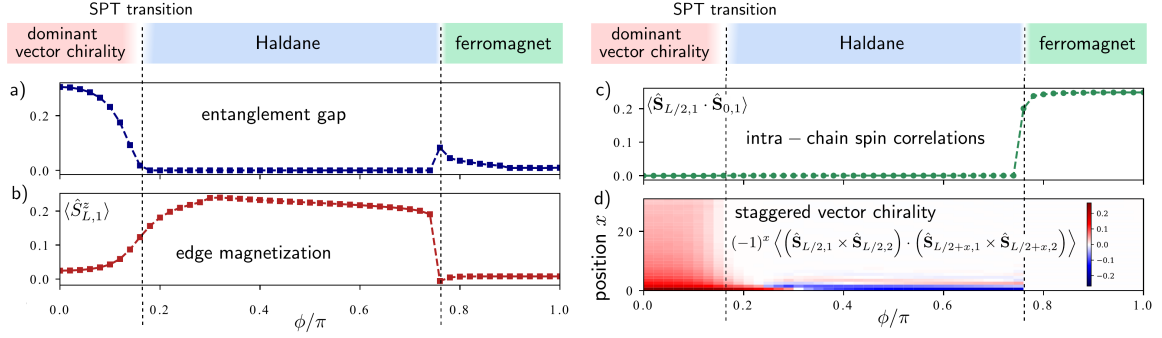 SPT transition
dominant
vector chirality
Haldane
ferromagnet
a)
entanglement gap
0.2
0.0
b)
⟨Ŝ^z_{L,1}⟩
edge magnetization
0.2
0.1
0.0
0.0 0.2 0.4 0.6 0.8 1.0
ϕ/π
SPT transition
dominant
vector chirality
Haldane
ferromagnet
c)
⟨Ŝ_{L/2,1} · Ŝ_{0,1}⟩
intra − chain spin correlations
0.2
0.1
0.0
d)
staggered vector chirality
(-1)^x ⟨(Ŝ_{L/2,1} × Ŝ_{L/2,2}) · (Ŝ_{L/2+x,1} × Ŝ_{L/2+x,2})⟩
position x
20
0
0.2
0.1
0.0
−0.1
−0.2
0.0 0.2 0.4 0.6 0.8 1.0
ϕ/π